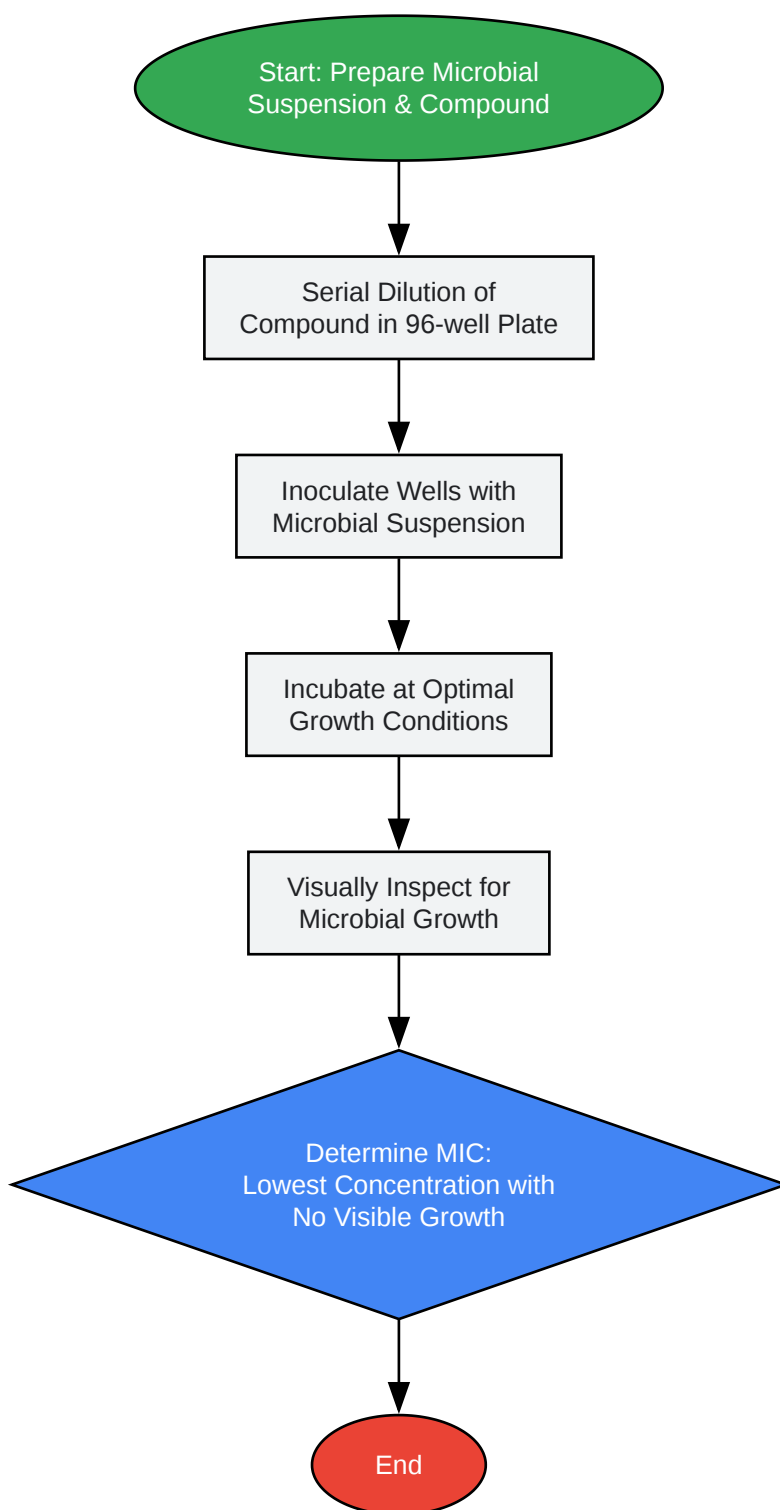 Start: Prepare Microbial
Suspension & Compound
Serial Dilution of
Compound in 96-well Plate
Inoculate Wells with
Microbial Suspension
Incubate at Optimal
Growth Conditions
Visually Inspect for
Microbial Growth
Determine MIC:
Lowest Concentration with
No Visible Growth
End